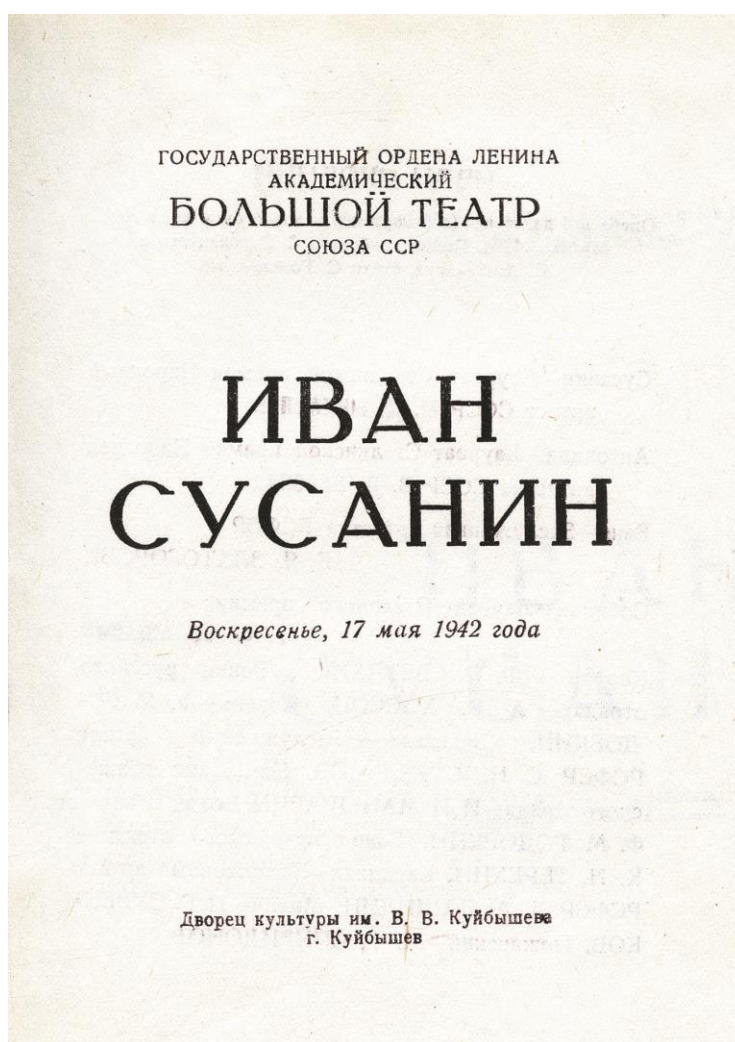 ГОСУДАРСТВЕННЫЙ ОРДЕНА ЛЕНИНА
АКАДЕМИЧЕСКИЙ
БОЛЬШОЙ ТЕАТР
СОЮЗА ССР
ИВАН
СУСАНИН
Воскресенье, 17 мая 1942 года
Дворец культуры им. В. В. Куйбышева
г. Куйбышев